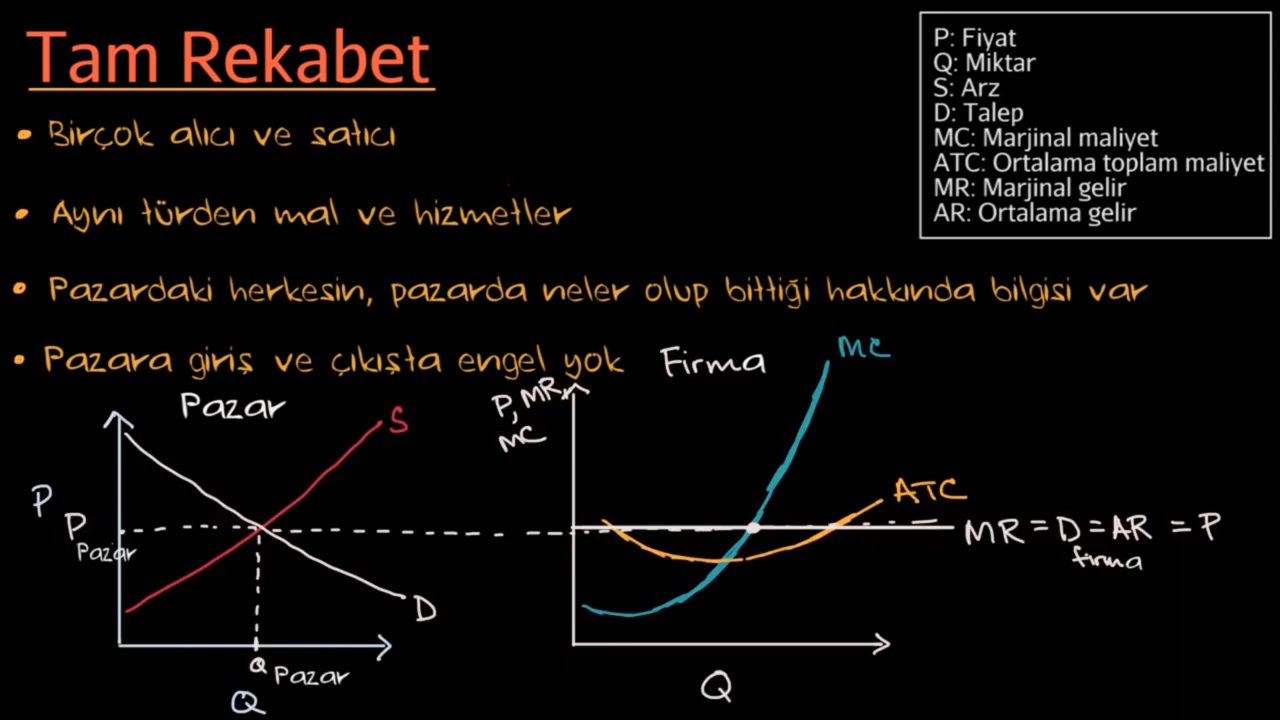 Tam Rekabet
P: Fiyat
Q: Miktar
S: Arz
D: Talep
MC: Marjinal maliyet
ATC: Ortalama toplam maliyet
MR: Marjinal gelir
AR: Ortalama gelir
• Birçok alıcı ve satıcı
• Aynı türden mal ve hizmetler
• Pazardaki herkesin, pazarda neler olup bittiği hakkında bilgisi var
• Pazara giriş ve çıkışta engel yok
Pazar
S
P
P Pazar
D
Q Pazar
Q
Firma
P, MR,
MC
MC
ATC
MR = D firma = AR = P
Q